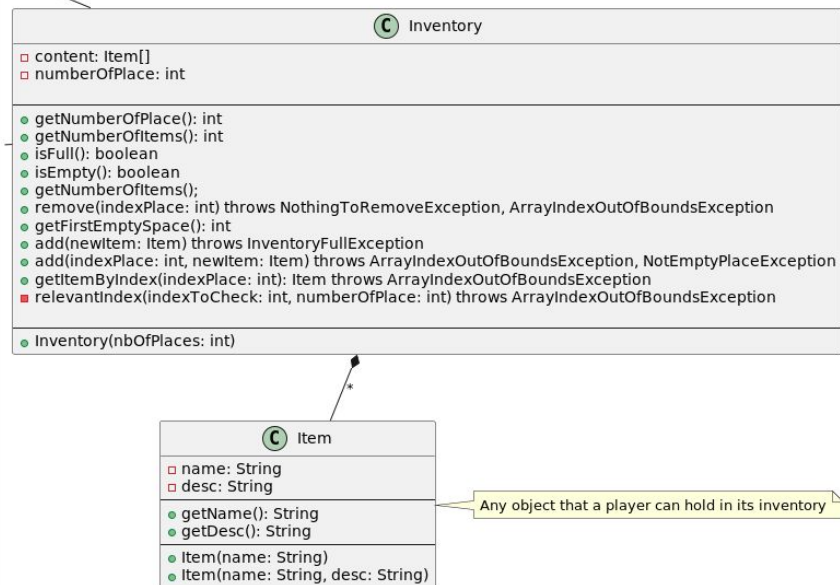 C Inventory
content: Item[]
numberOfPlace: int
getNumberOfPlace(): int
getNumberOfItems(): int
isFull(): boolean
isEmpty(): boolean
getNumberOfItems();
remove(indexPlace: int) throws NothingToRemoveException, ArrayIndexOutOfBoundsException
getFirstEmptySpace(): int
add(newItem: Item) throws InventoryFullException
add(indexPlace: int, newItem: Item) throws ArrayIndexOutOfBoundsException, NotEmptyPlaceException
getItemByIndex(indexPlace: int): Item throws ArrayIndexOutOfBoundsException
relevantIndex(indexToCheck: int, numberOfPlace: int) throws ArrayIndexOutOfBoundsException
Inventory(nbOfPlaces: int)
*
C Item
name: String
desc: String
getName(): String
getDesc(): String
Item(name: String)
Item(name: String, desc: String)
Any object that a player can hold in its inventory